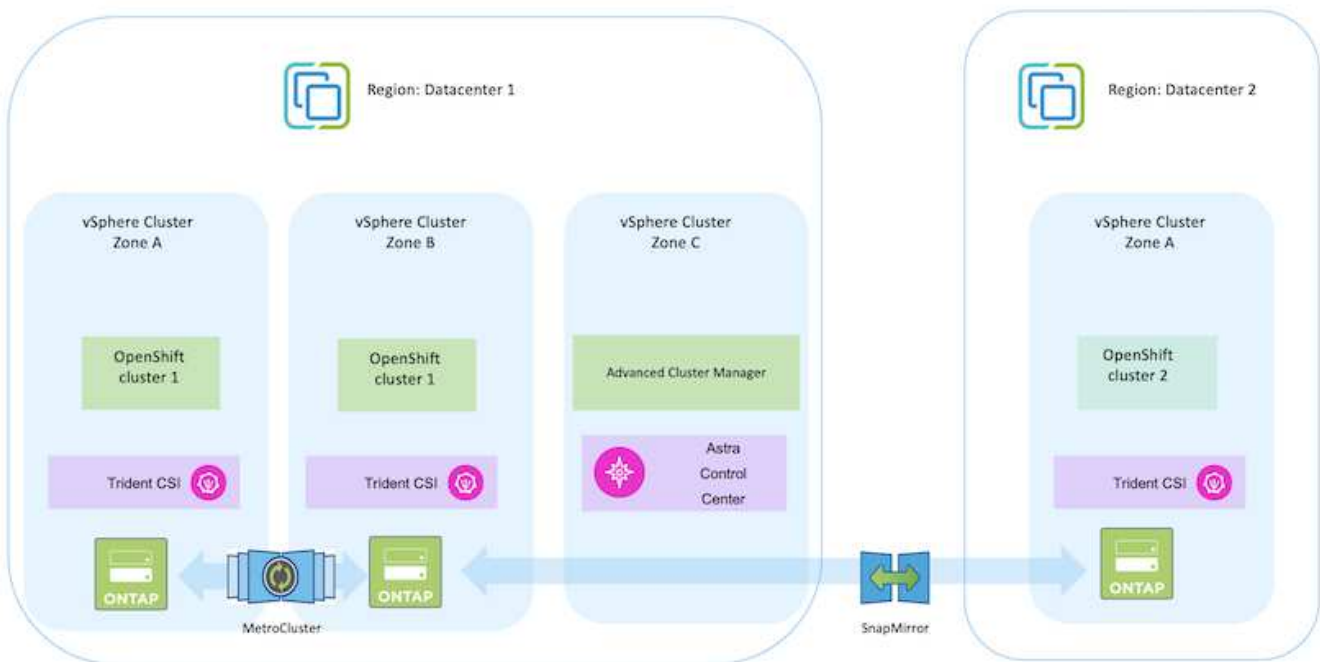 Region: Datacenter 1
Region: Datacenter 2
vSphere Cluster
Zone A
vSphere Cluster
Zone B
vSphere Cluster
Zone C
vSphere Cluster
Zone A
OpenShift
cluster 1
OpenShift
cluster 1
Advanced Cluster Manager
OpenShift
cluster 2
Trident CSI
Trident CSI
Astra
Control
Center
Trident CSI
ONTAP
MetroCluster
ONTAP
SnapMirror
ONTAP